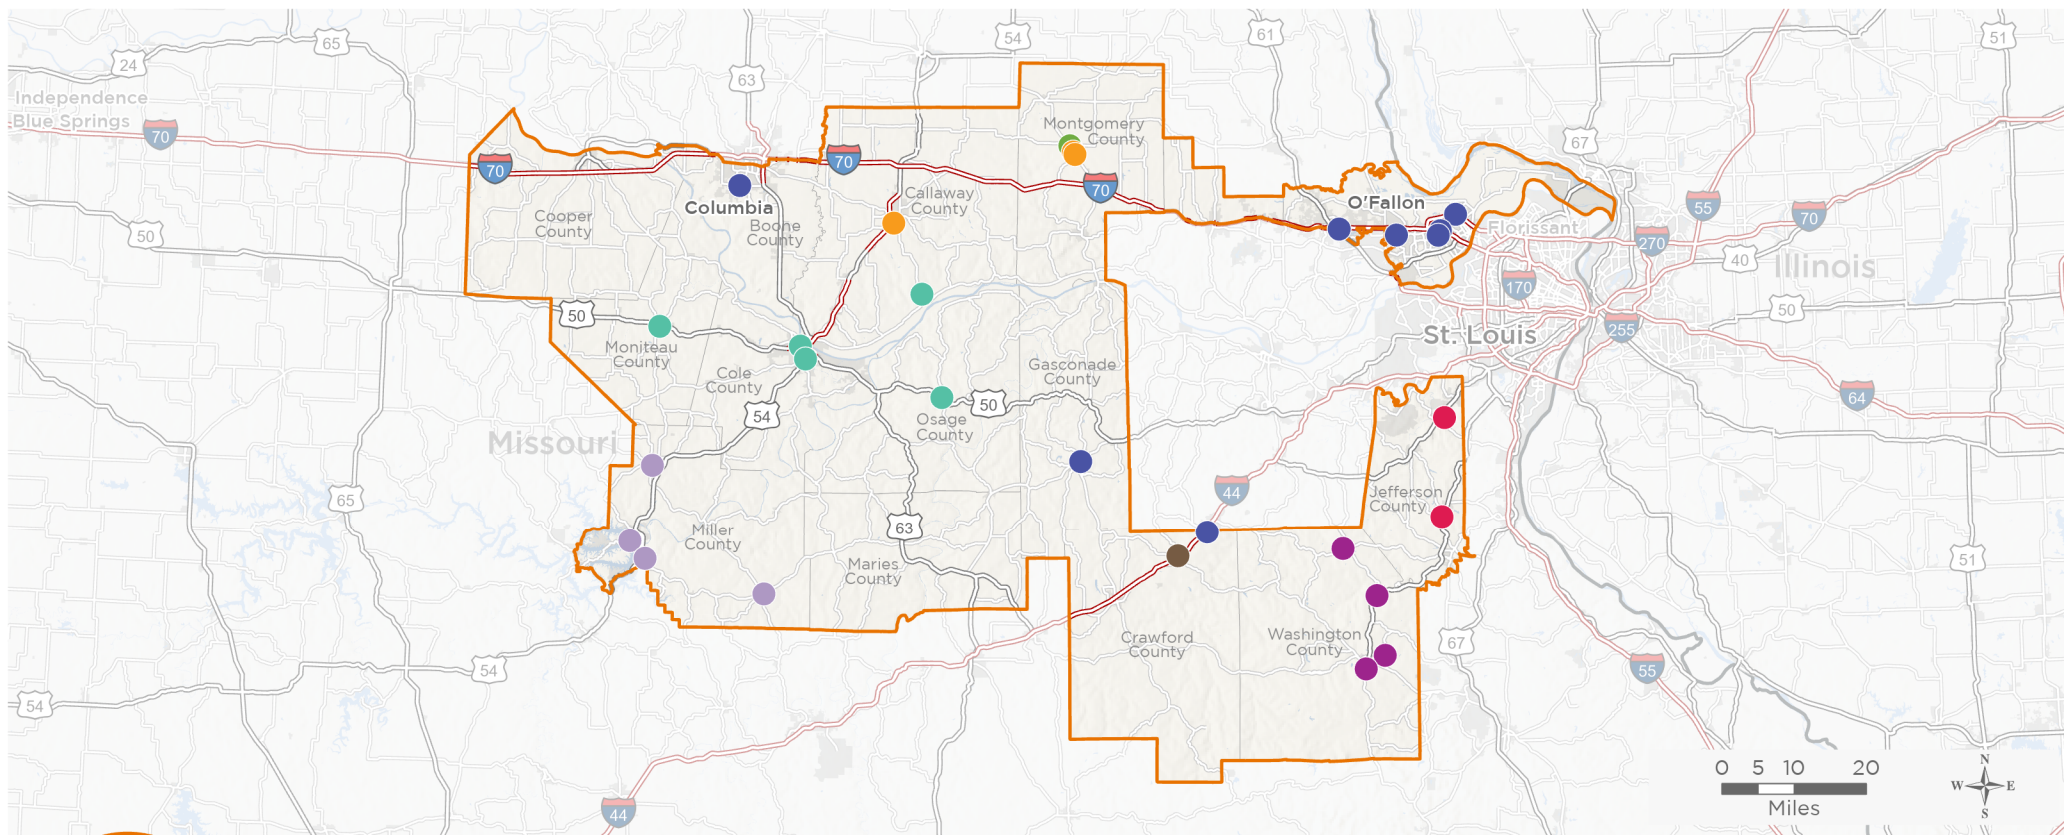 65
54
61
51
24
63
Independence
Blue Springs
70
Montgomery
County
67
70
70
70
Callaway
County
O'Fallon
55
70
Columbia
Cooper
County
Boone
County
Florissant
270
50
40
Illinois
170
50
50
255
St. Louis
Moniteau
County
Cole
County
Gasconade
County
64
54
50
Osage
County
Missouri
44
Jefferson
County
65
63
Miller
County
51
Maries
County
Crawford
County
Washington
County
67
54
55
54
0 5 10 20
Miles
N
W E
S
44